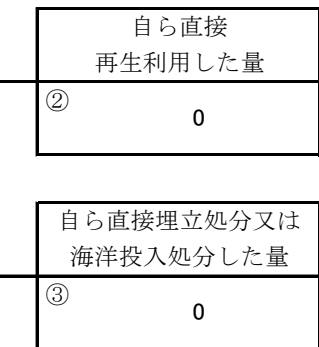 自ら直接
再生利用した量
②
0
自ら直接埋立処分又は
海洋投入処分した量
③
0